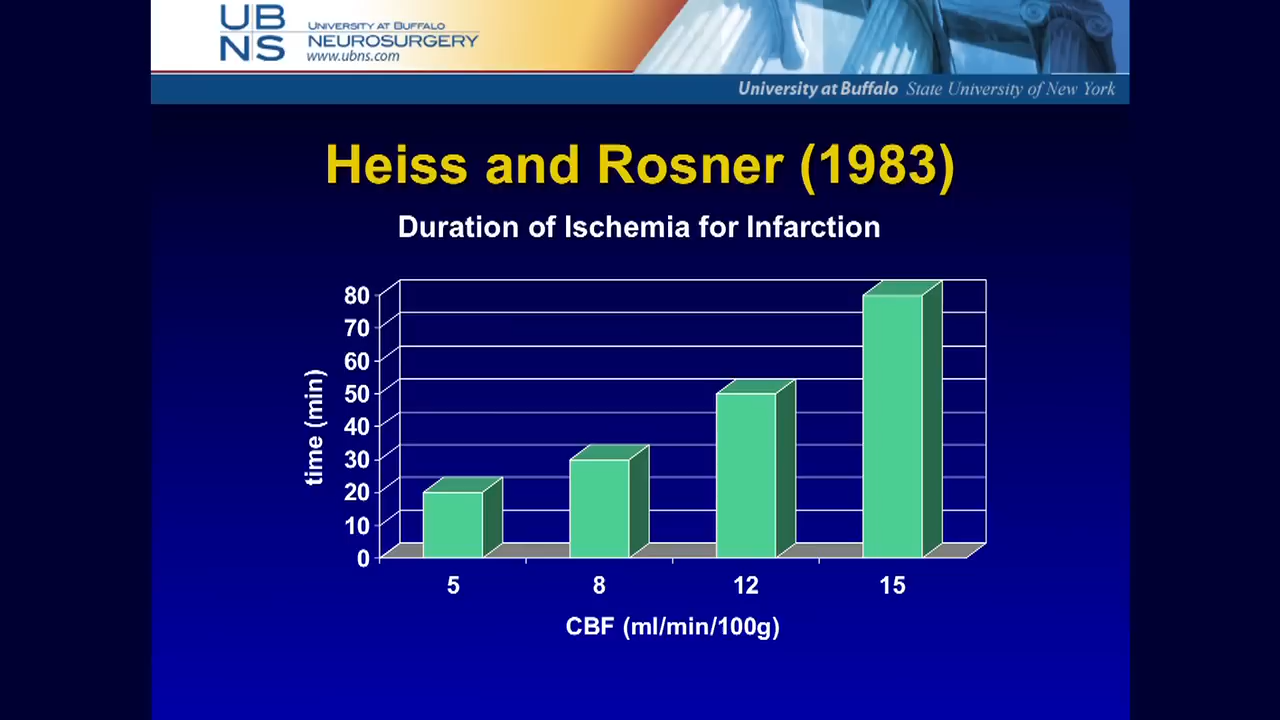 UB
NS
UNIVERSITY AT BUFFALO
NEUROSURGERY
www.ubns.com
University at Buffalo State University of New York
Heiss and Rosner (1983)
Duration of Ischemia for Infarction
80
70
60
50
40
30
20
10
0
time (min)
5 8 12 15
CBF (ml/min/100g)